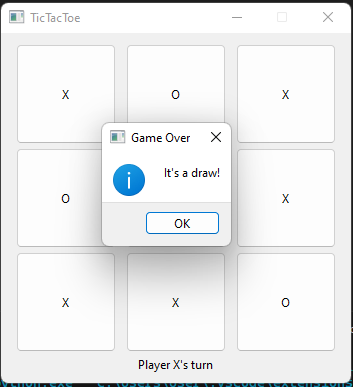 TicTacToe
X
O
X
Game Over
It's a draw!
OK
O
X
X
X
O
Player X's turn